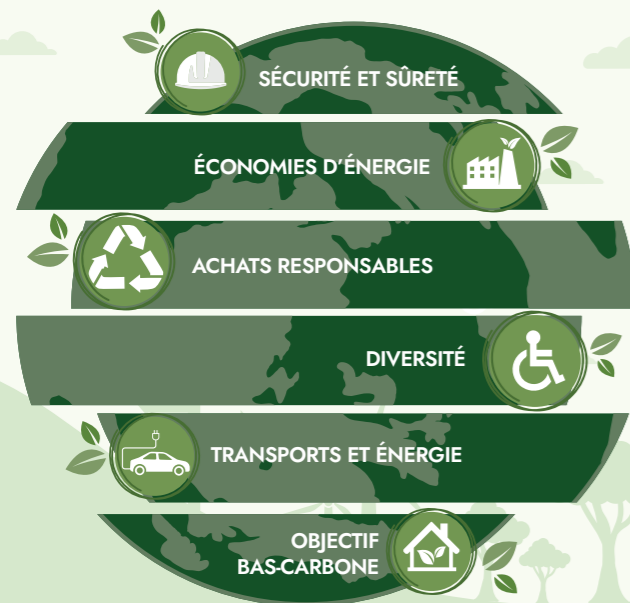 SÉCURITÉ ET SÛRETÉ
ÉCONOMIES D'ÉNERGIE
ACHATS RESPONSABLES
DIVERSITÉ
TRANSPORTS ET ÉNERGIE
OBJECTIF
BAS-CARBONE